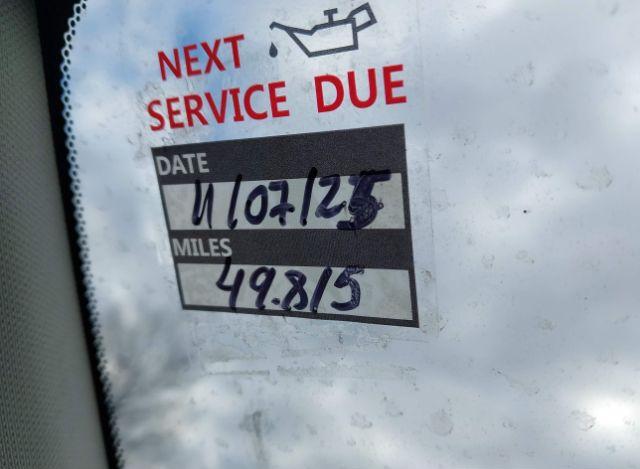 NEXT
SERVICE DUE
DATE
11/07/25
MILES
49.815